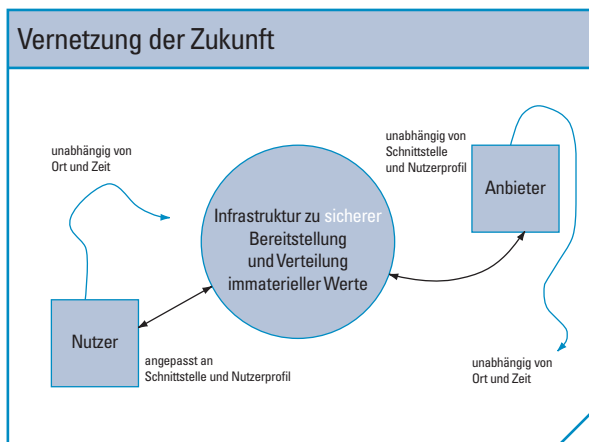 Vernetzung der Zukunft
unabhängig von
Ort und Zeit
unabhängig von
Schnittstelle
und Nutzerprofil
Anbieter
Infrastruktur zu sicherer
Bereitstellung
und Verteilung
immaterieller Werte
Nutzer
angepasst an
Schnittstelle und Nutzerprofil
unabhängig von
Ort und Zeit